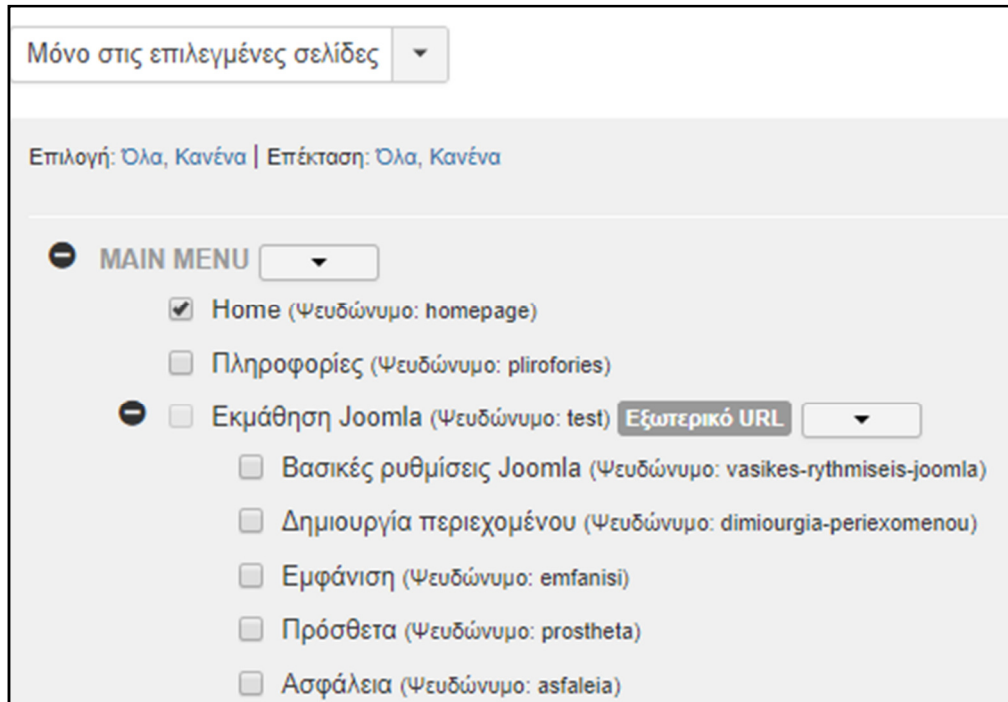 Μόνο στις επιλεγμένες σελίδες
Επιλογή: Όλα, Κανένα | Επέκταση: Όλα, Κανένα
MAIN MENU
Home (Ψευδώνυμο: homepage)
Πληροφορίες (Ψευδώνυμο: plirofories)
Εκμάθηση Joomla (Ψευδώνυμο: test) Εξωτερικό URL
Βασικές ρυθμίσεις Joomla (Ψευδώνυμο: vasikes-rythmiseis-joomla)
Δημιουργία περιεχομένου (Ψευδώνυμο: dimiourgia-periexomenou)
Εμφάνιση (Ψευδώνυμο: emfanisi)
Πρόσθετα (Ψευδώνυμο: prostheta)
Ασφάλεια (Ψευδώνυμο: asfaleia)